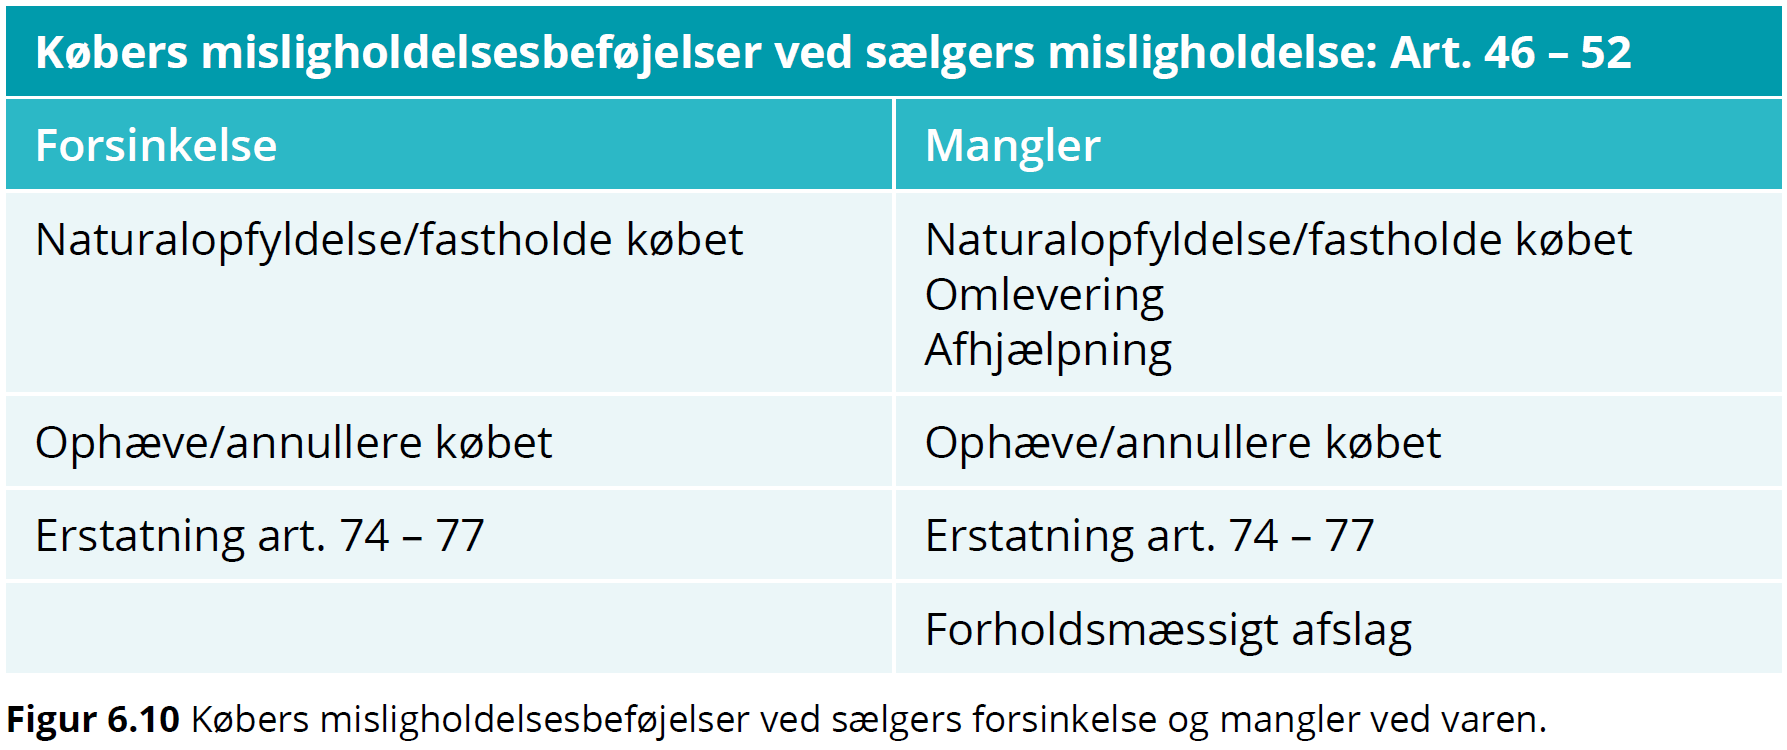 Købers misligholdelsesbeføjelser ved sælgers misligholdelse: Art. 46 – 52
Forsinkelse
Mangler
Naturalopfyldelse/fastholde købet
Naturalopfyldelse/fastholde købet
Omlevering
Afhjælpning
Ophæve/annullere købet
Ophæve/annullere købet
Erstatning art. 74 – 77
Erstatning art. 74 – 77
Forholdsmæssigt afslag
Figur 6.10 Købers misligholdelsesbeføjelser ved sælgers forsinkelse og mangler ved varen.